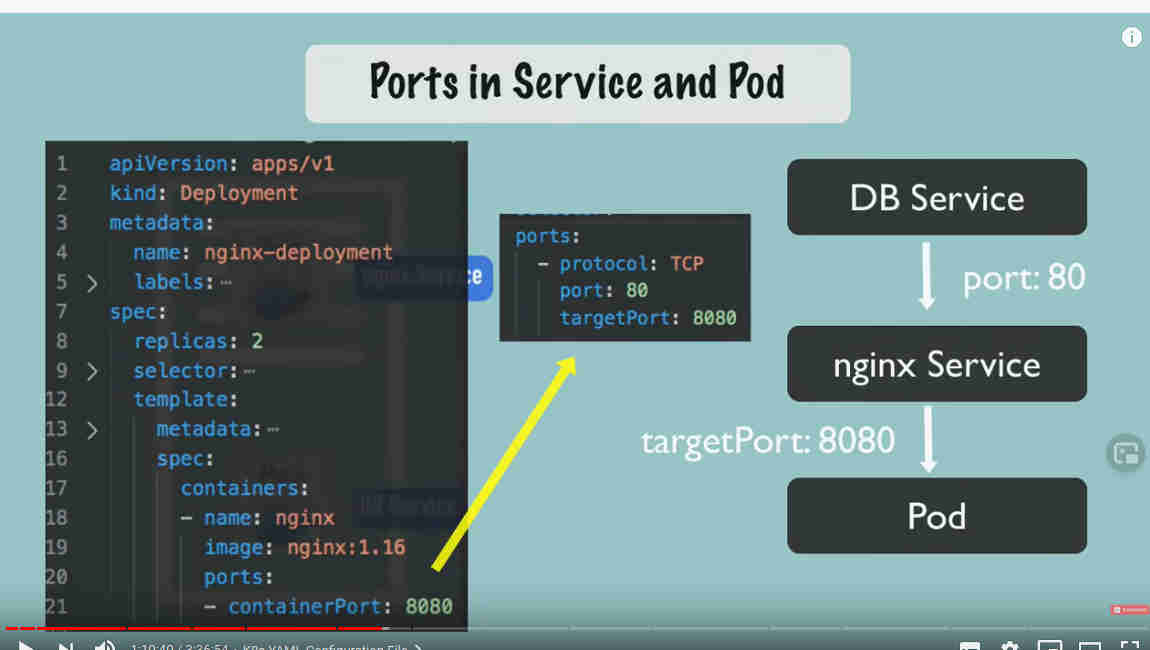 Ports in Service and Pod
1 apiVersion: apps/v1
2 kind: Deployment
3 metadata:
4 name: nginx-deployment
5 labels:
7 spec:
8 replicas: 2
9 selector:
12 template:
13 metadata:
16 spec:
17 containers:
18 - name: nginx
19 image: nginx:1.16
20 ports:
21 - containerPort: 8080
ports:
- protocol: TCP
port: 80
targetPort: 8080
DB Service
port: 80
nginx Service
targetPort: 8080
Pod
DB Service